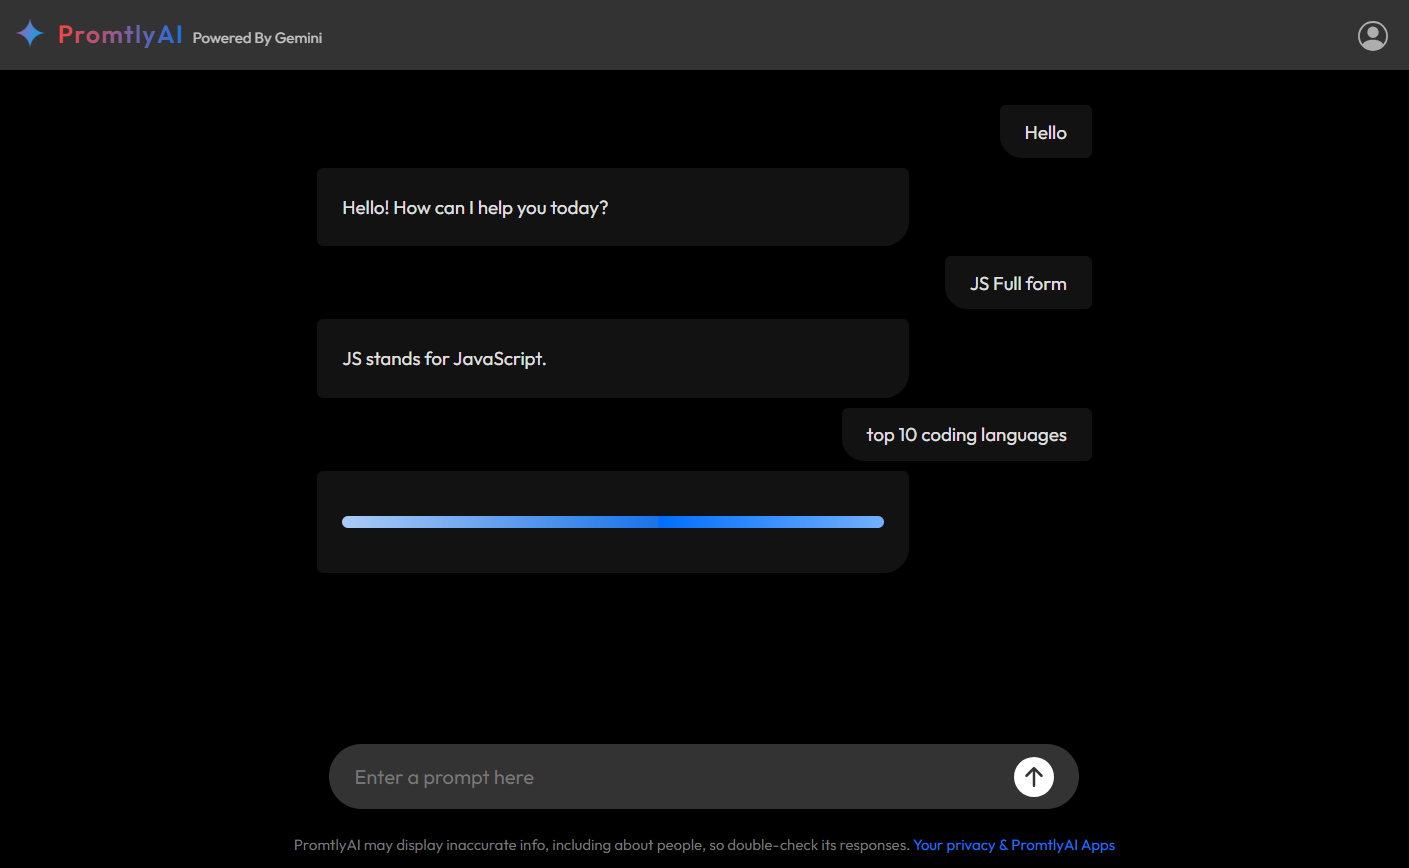 PromtlyAI Powered By Gemini
Hello
Hello! How can I help you today?
JS Full form
JS stands for JavaScript.
top 10 coding languages
Enter a prompt here
PromtlyAI may display inaccurate info, including about people, so double-check its responses. Your privacy & PromtlyAI Apps